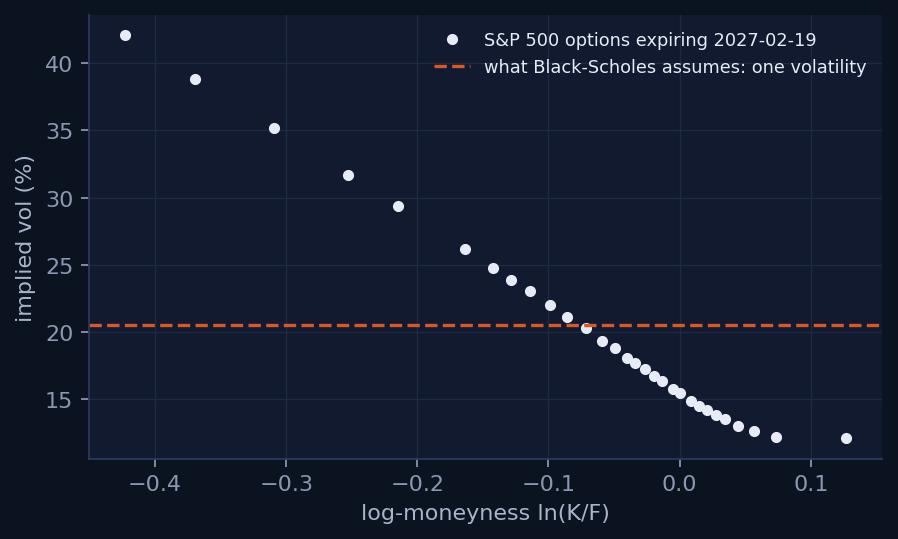 S&P 500 options expiring 2027-02-19
what Black-Scholes assumes: one volatility
implied vol (%)
40
35
30
25
20
15
−0.4 −0.3 −0.2 −0.1 0.0 0.1
log-moneyness ln(K/F)